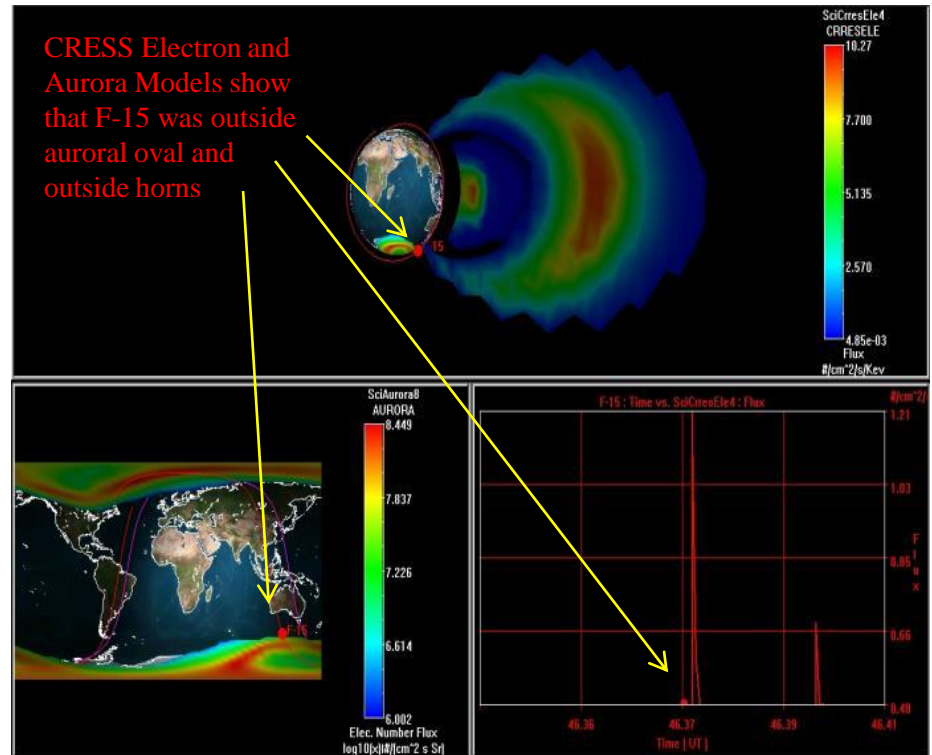 CRESS Electron and
Aurora Models show
that F-15 was outside
auroral oval and
outside horns
15
SciCrresEle4
CRRESELE
10.27
7.700
5.135
2.570
4.85e-03
Flux
#/cm^2/s/Kev
SciAurora8
AURORA
8.449
7.837
7.226
6.614
6.002
Elec. Number Flux
log10(x)#/[cm^2 s Sr]
F-15
F-15 : Time vs. SciCrresEle4 : Flux
#/cm^2/
1.21
1.03
0.85
0.66
0.48
Flux
46.36
46.37
46.39
46.41
Time [ UT ]